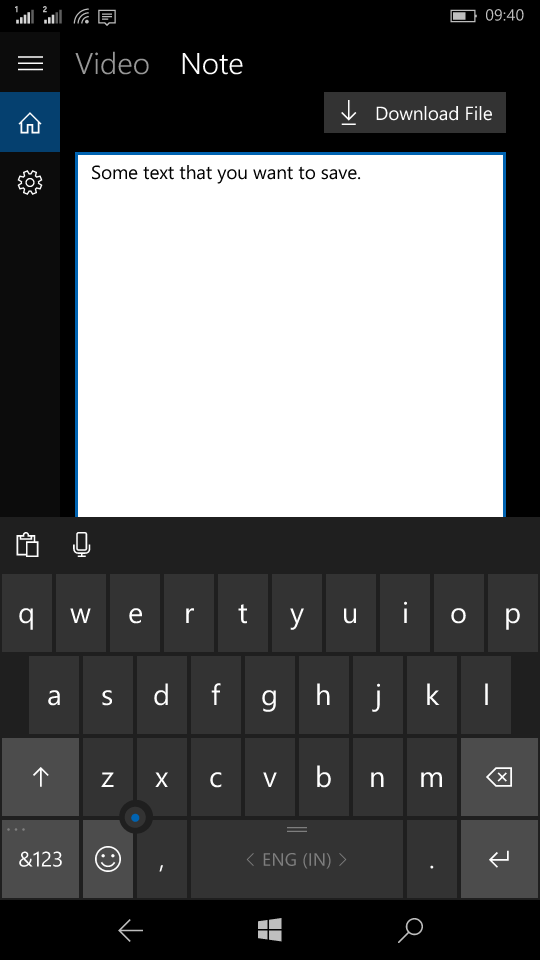 1 2 09:40
Video Note
Download File
Some text that you want to save.
q w e r t y u i o p
a s d f g h j k l
z x c v b n m
&123 , ENG (IN) .